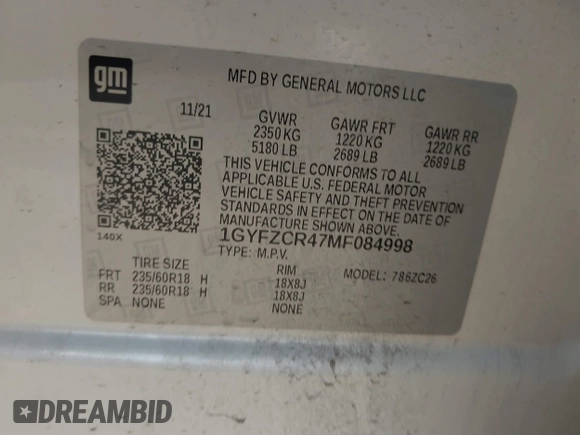 gm
MFD BY GENERAL MOTORS LLC
11/21 GVWR GAWR FRT GAWR RR
2350 KG 1220 KG 1220 KG
5180 LB 2689 LB 2689 LB
THIS VEHICLE CONFORMS TO ALL
APPLICABLE U.S. FEDERAL MOTOR
VEHICLE SAFETY AND THEFT PREVENTION
STANDARDS IN EFFECT ON THE DATE OF
MANUFACTURE SHOWN ABOVE.
140X
1GYFZCR47MF084998
TYPE: M.P.V.
TIRE SIZE RIM MODEL: 786ZC26
FRT 235/60R18 H 18X8J
RR 235/60R18 H 18X8J
SPA NONE NONE
DREAMBID